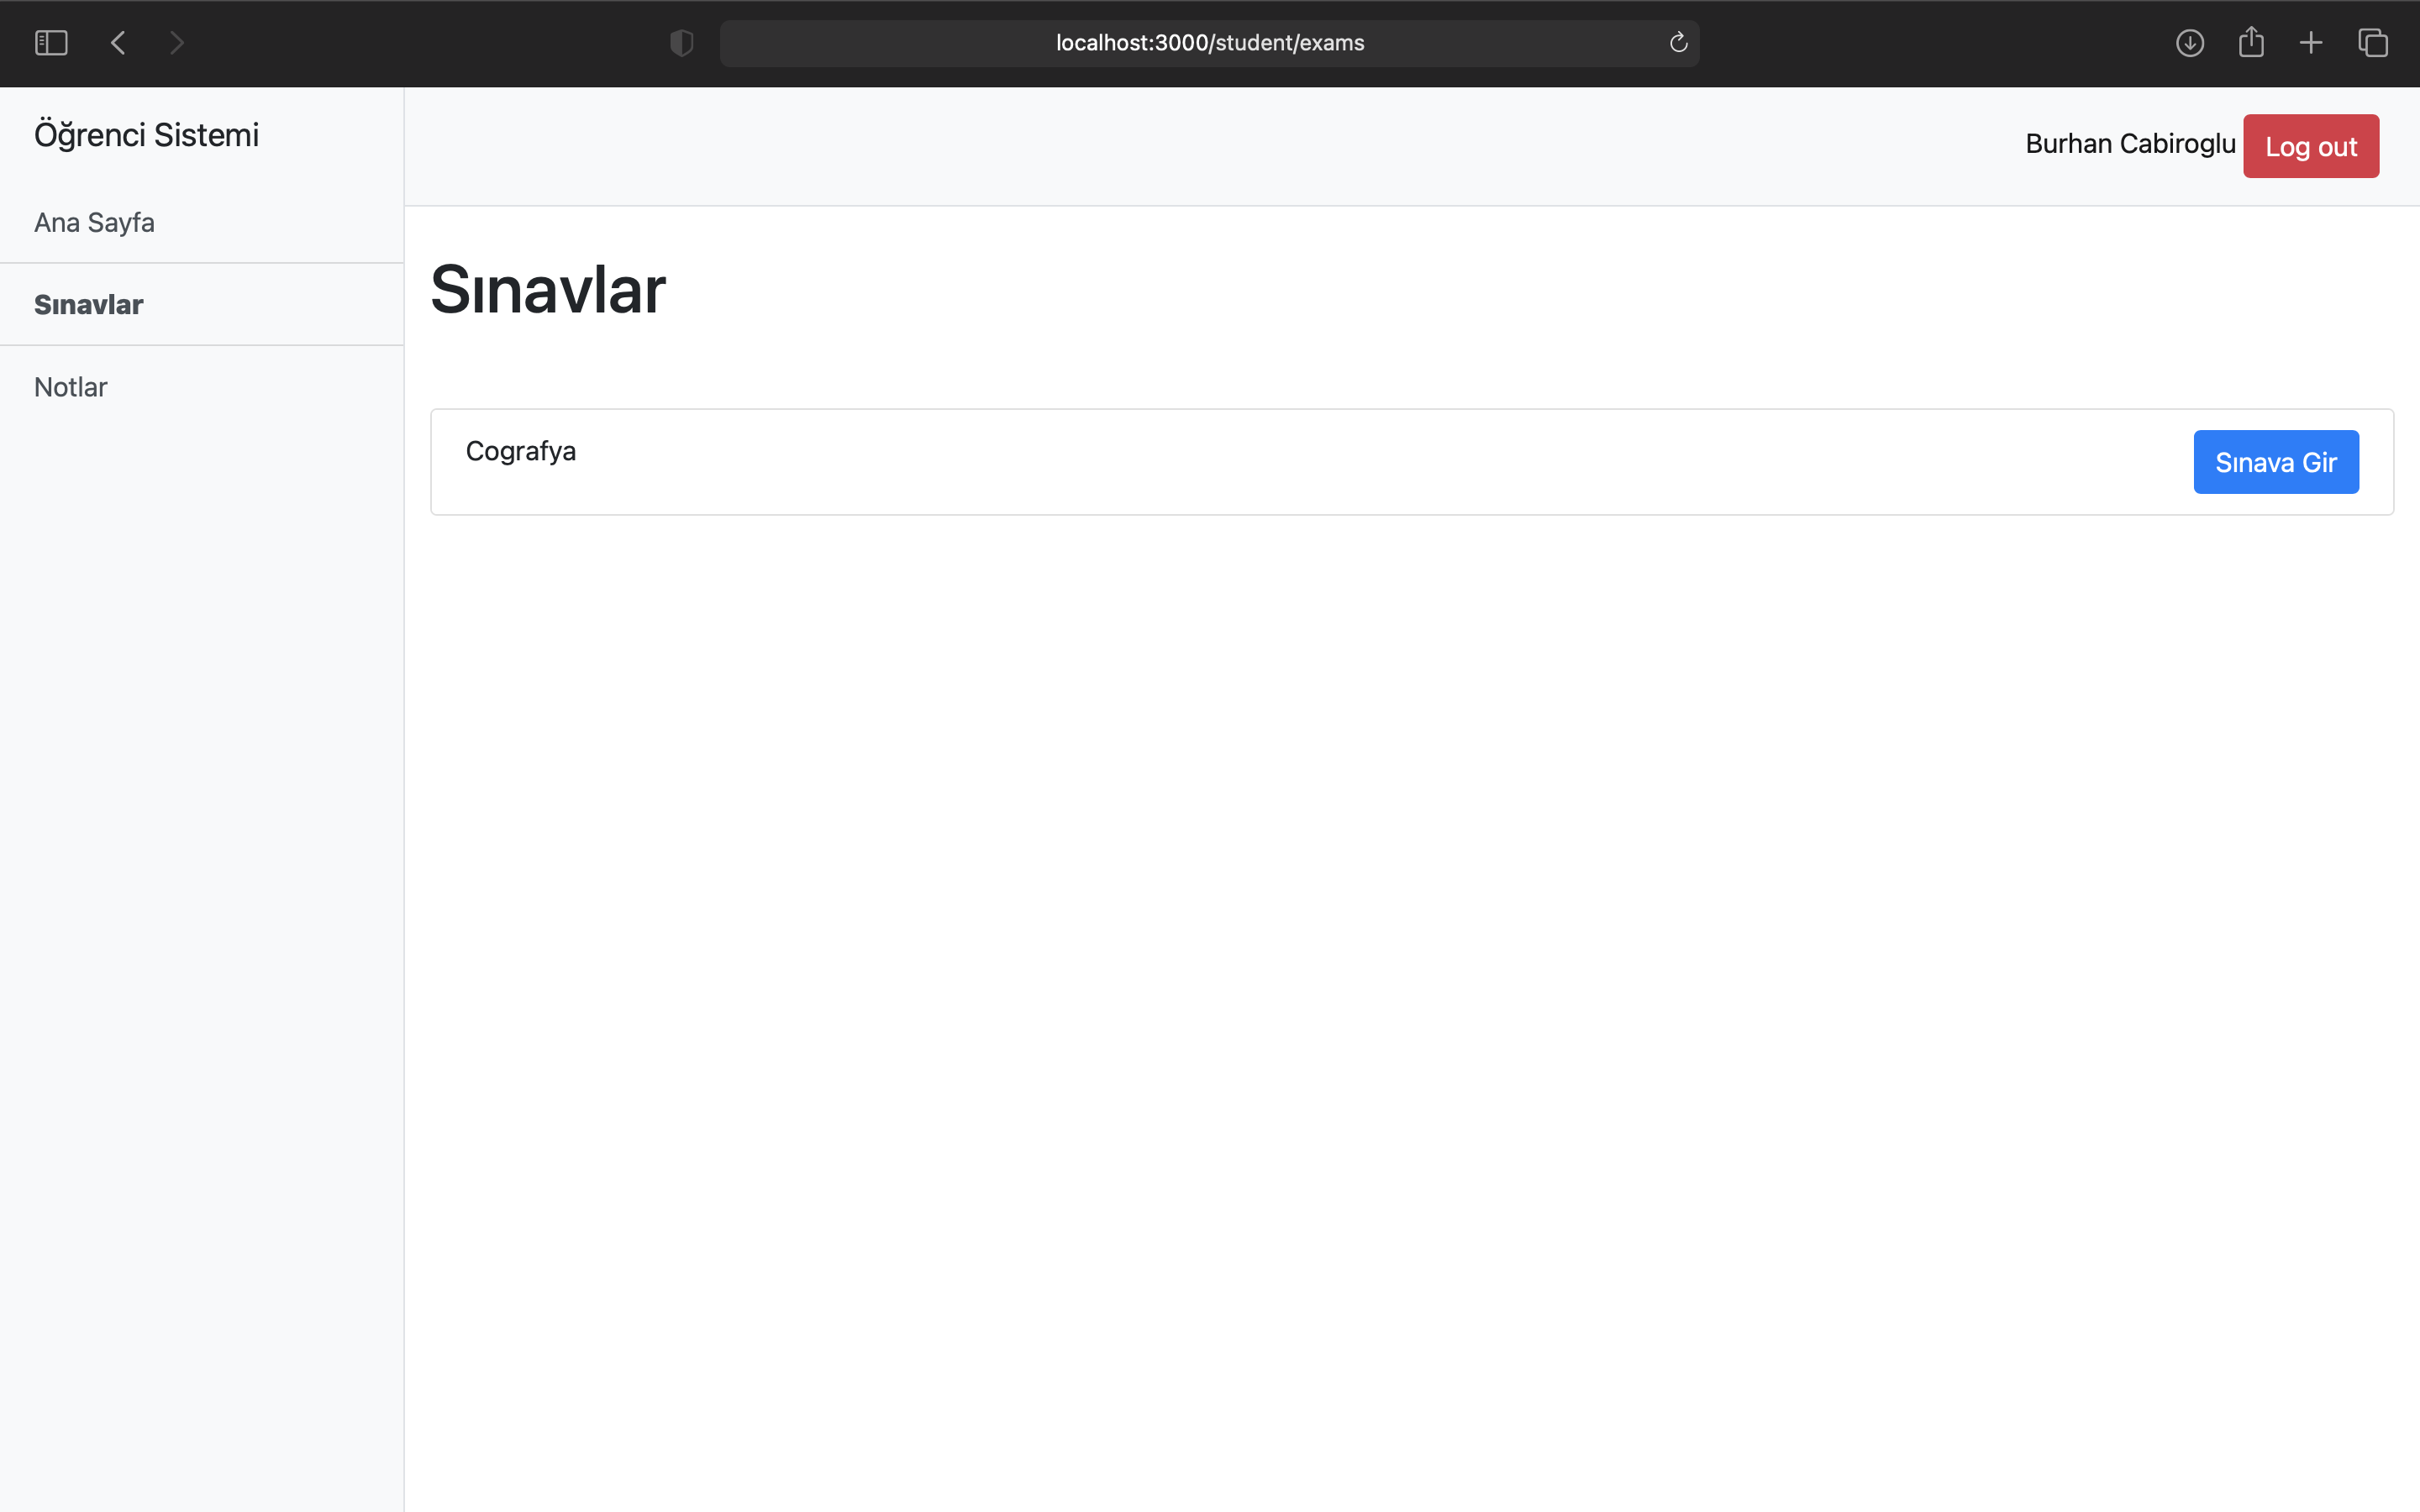 localhost:3000/student/exams
Öğrenci Sistemi
Ana Sayfa
Sınavlar
Notlar
Burhan Cabiroglu Log out
Sınavlar
Cografya Sınava Gir